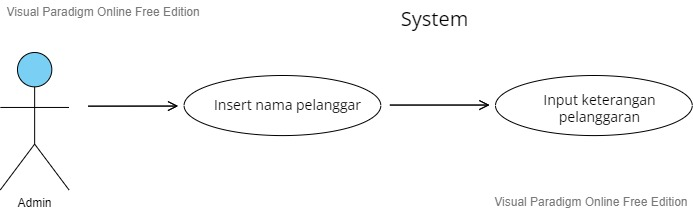 Visual Paradigm Online Free Edition
System
Insert nama pelanggar
Input keterangan
pelanggaran
Admin
Visual Paradigm Online Free Edition